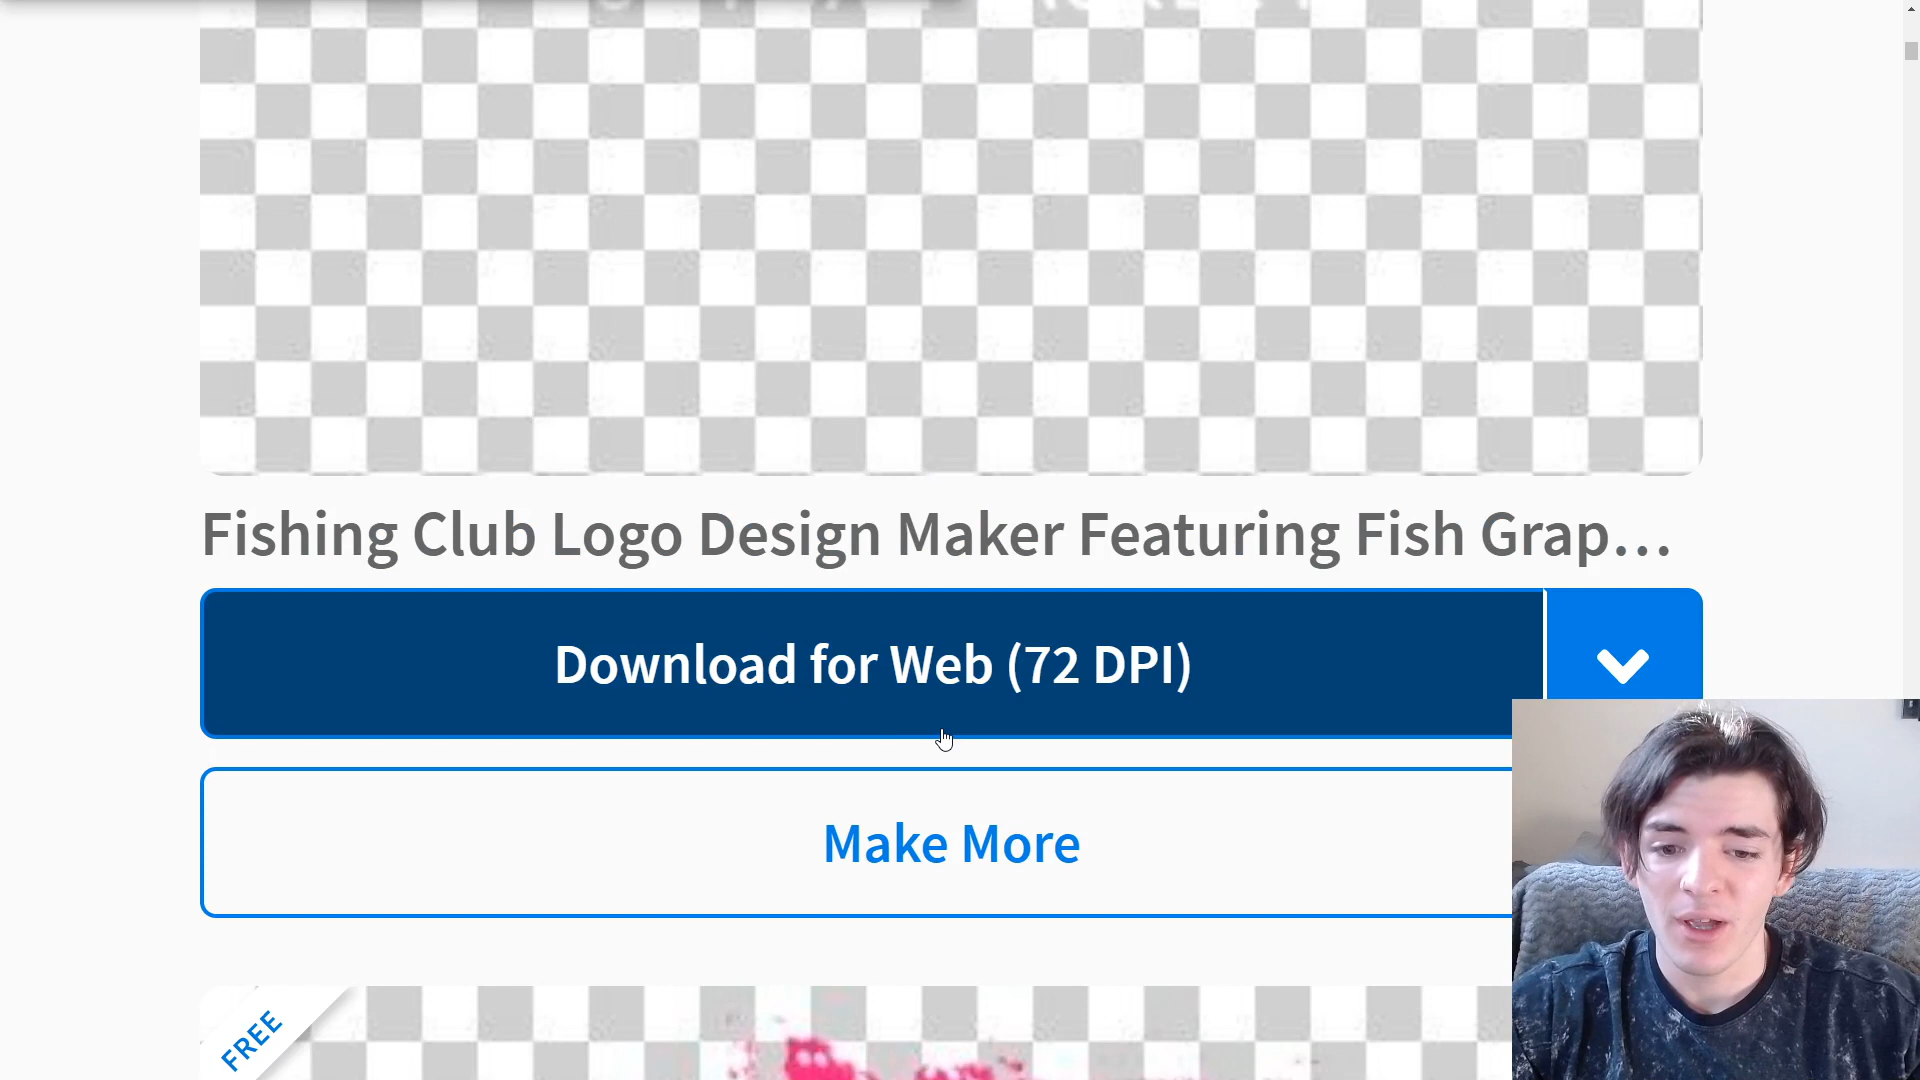 Fishing Club Logo Design Maker Featuring Fish Grap...
Download for Web (72 DPI)
Make More
FREE